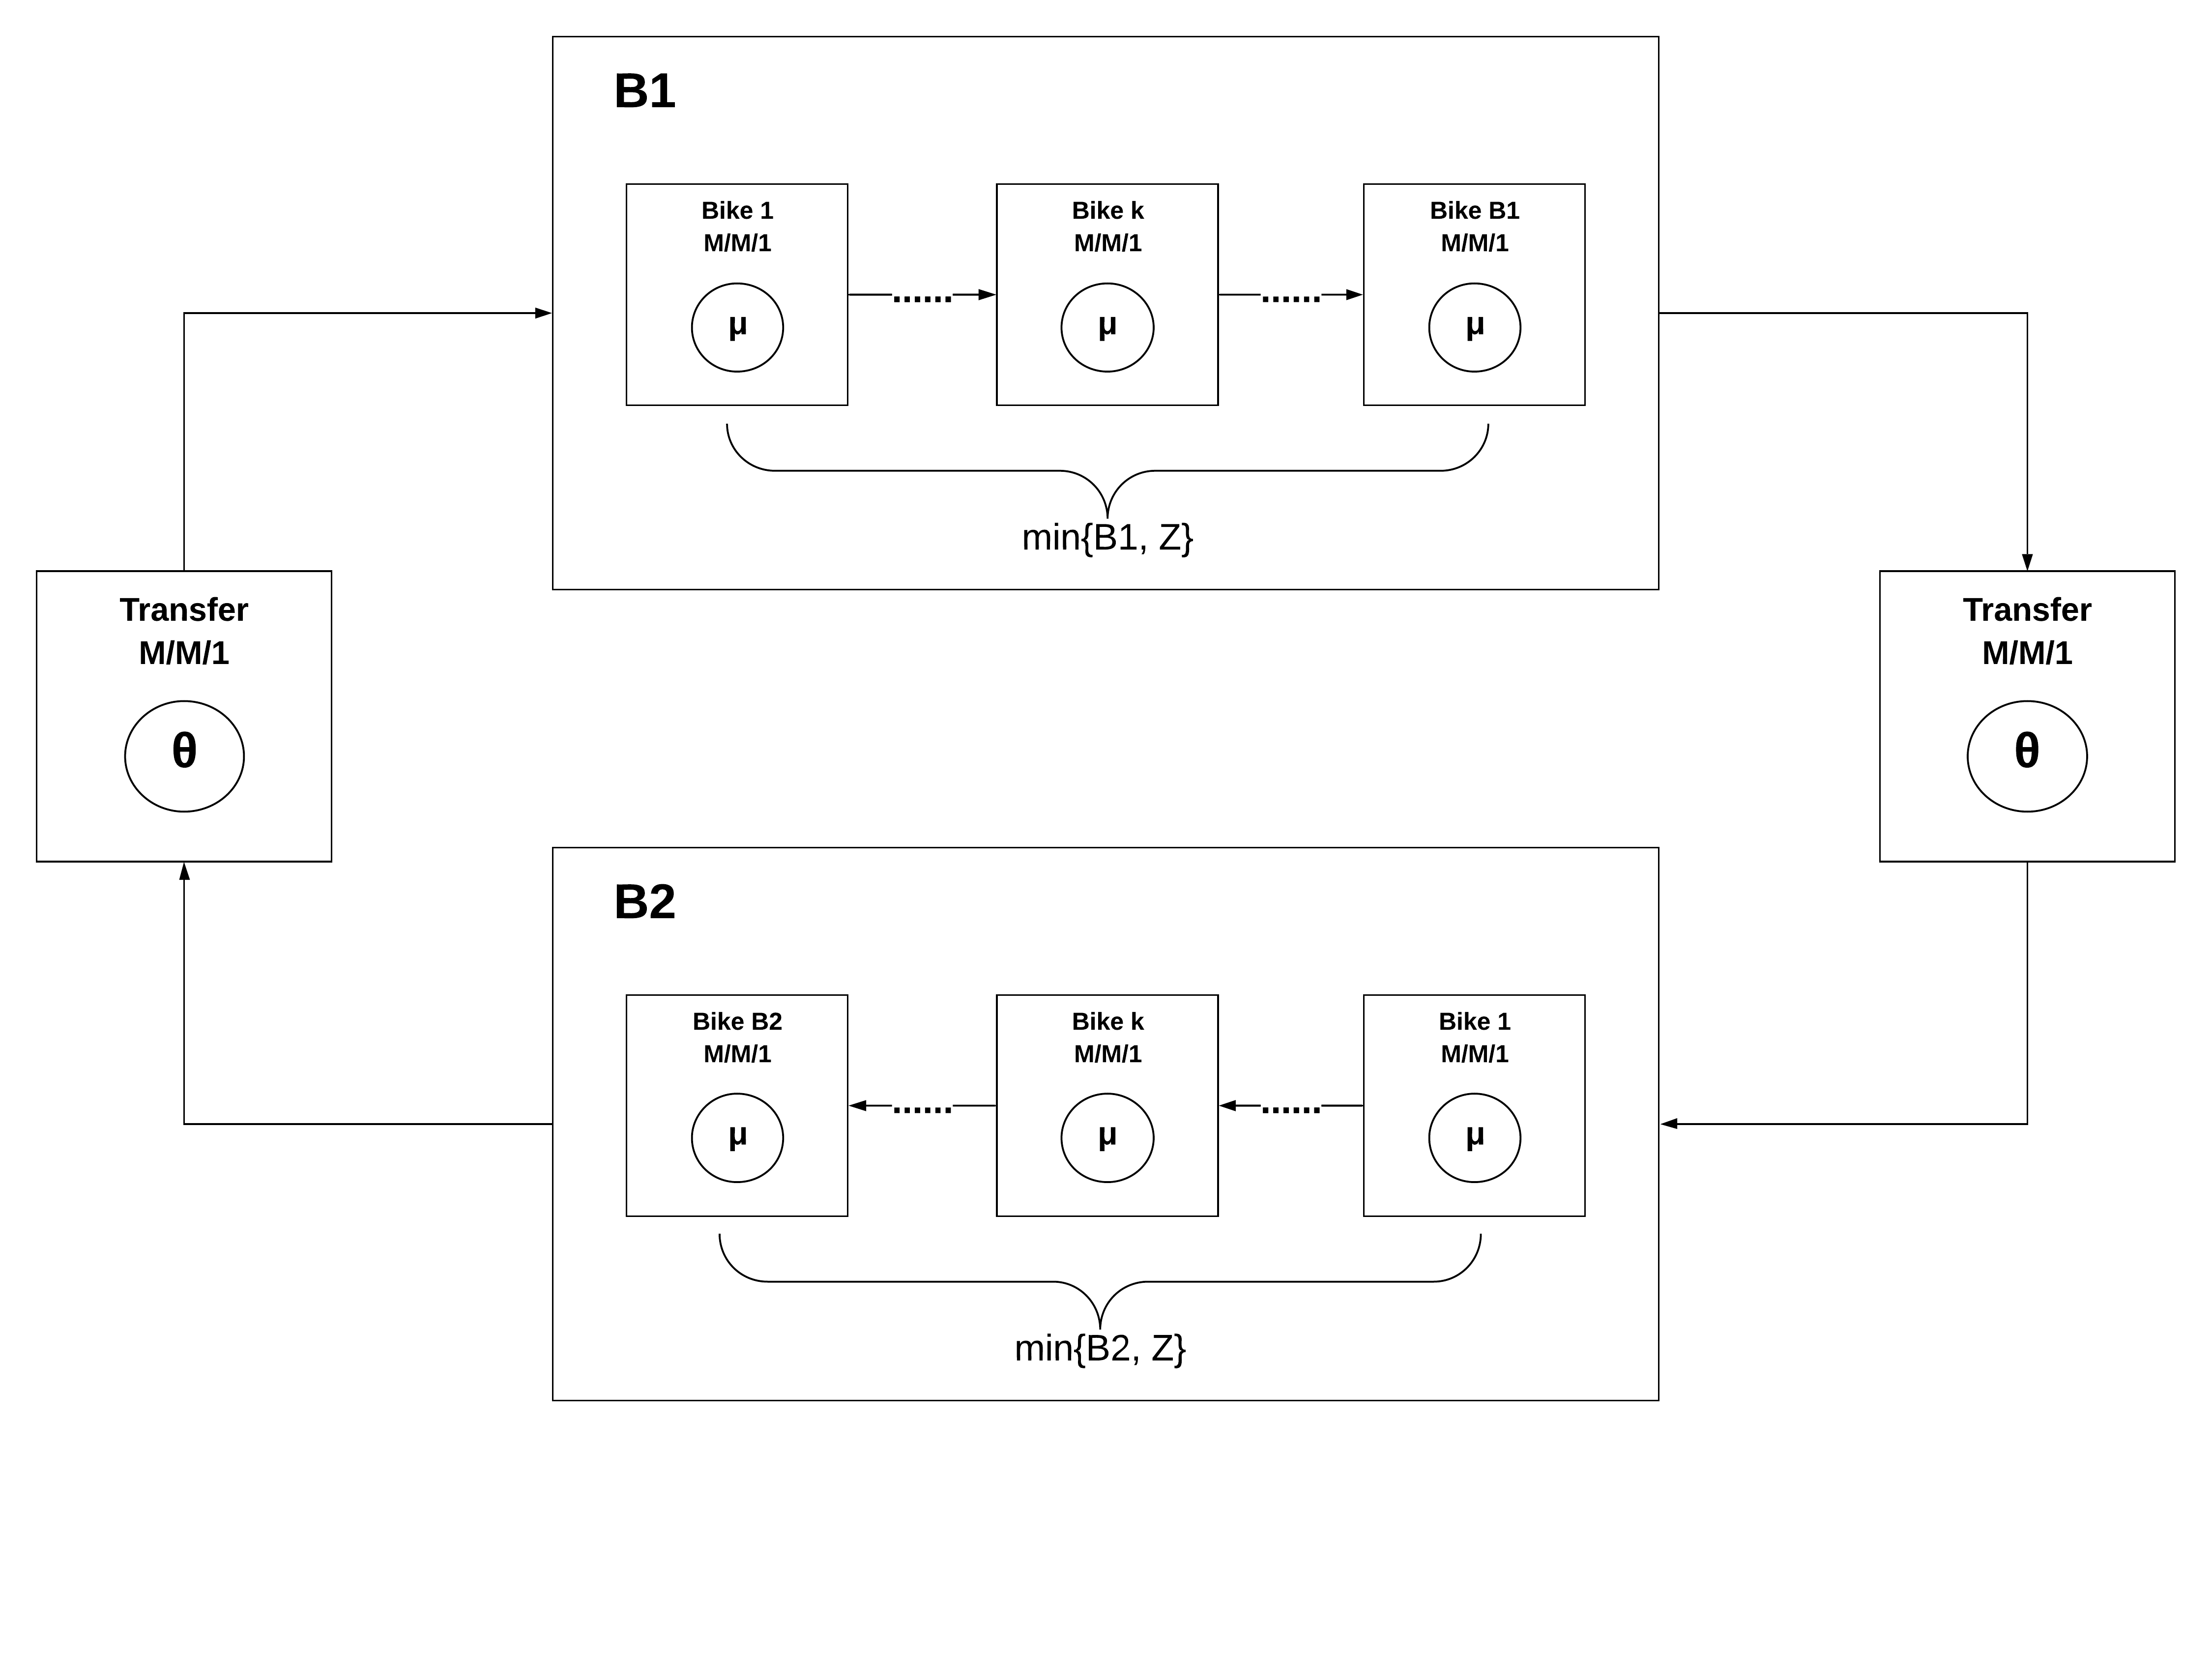 B1
Bike 1
M/M/1
μ
Bike k
M/M/1
μ
Bike B1
M/M/1
μ
min{B1, Z}
Transfer
M/M/1
θ
Transfer
M/M/1
θ
B2
Bike B2
M/M/1
μ
Bike k
M/M/1
μ
Bike 1
M/M/1
μ
min{B2, Z}